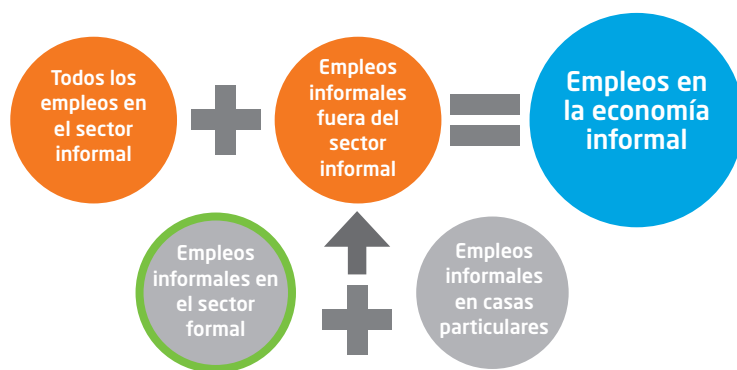 Todos los
empleos en
el sector
informal
Empleos
informales
fuera del
sector
informal
Empleos en
la economía
informal
Empleos
informales en
el sector
formal
Empleos
informales
en casas
particulares